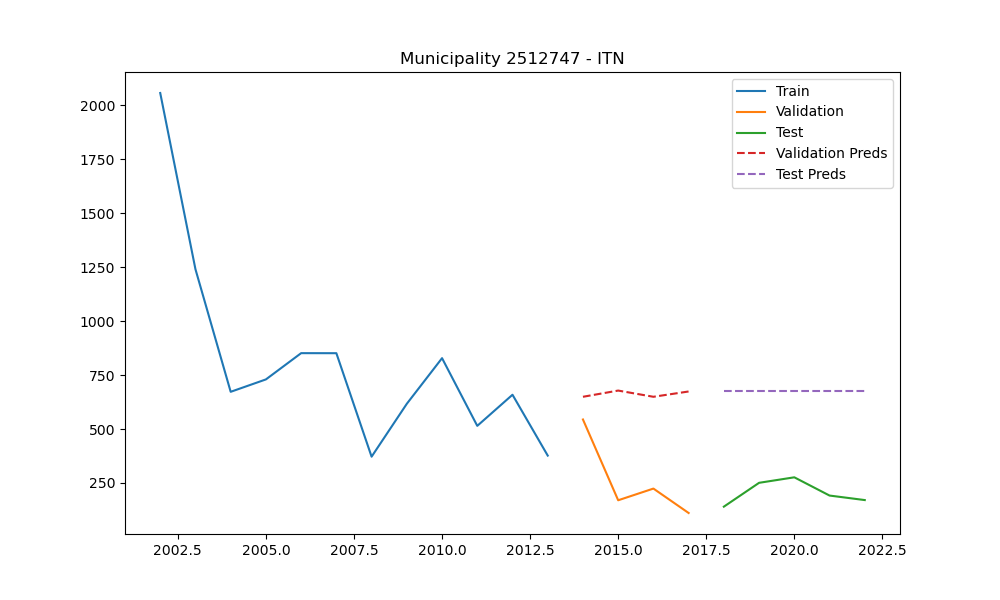 Municipality 2512747 - ITN
Train
Validation
Test
Validation Preds
Test Preds
2000
1750
1500
1250
1000
750
500
250
2002.5 2005.0 2007.5 2010.0 2012.5 2015.0 2017.5 2020.0 2022.5